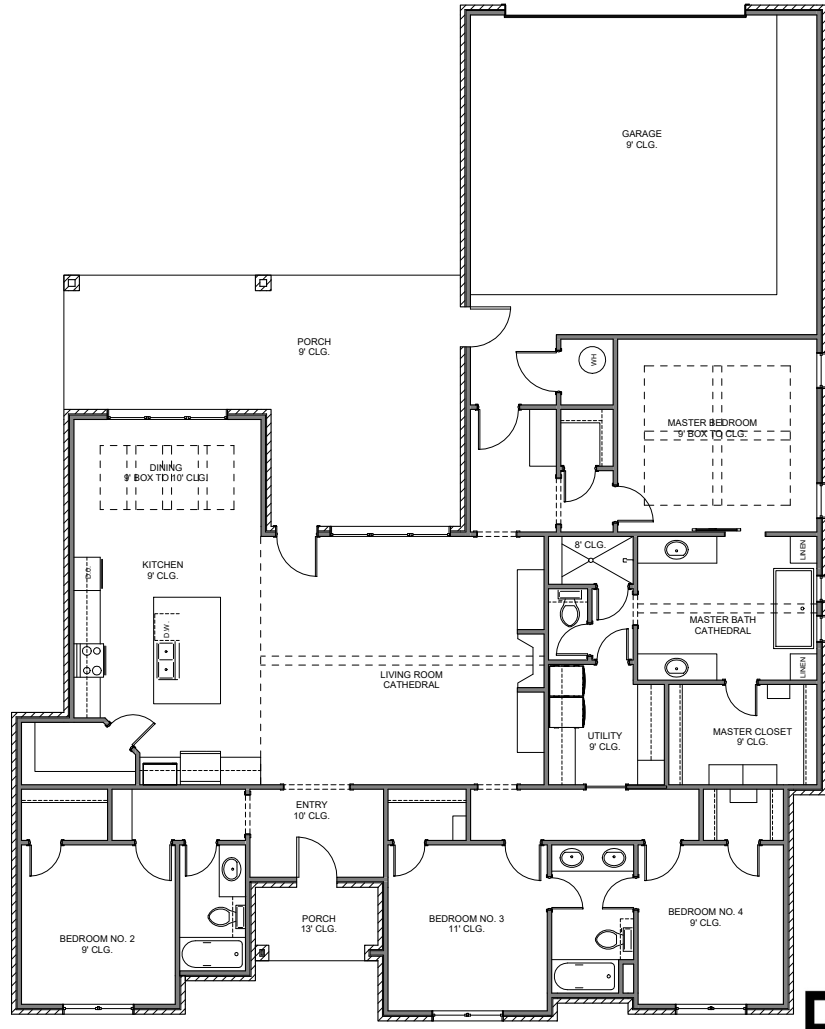 GARAGE
9' CLG.
PORCH
9' CLG.
WH
MASTER BEDROOM
9' BOX TO CLG.
DINING
9' BOX TO 10' CLG.
8' CLG.
LINEN
KITCHEN
9' CLG.
D.O.
D.W.
MASTER BATH
CATHEDRAL
LIVING ROOM
CATHEDRAL
LINEN
UTILITY
9' CLG.
MASTER CLOSET
9' CLG.
ENTRY
10' CLG.
PORCH
13' CLG.
BEDROOM NO. 2
9' CLG.
BEDROOM NO. 3
11' CLG.
BEDROOM NO. 4
9' CLG.